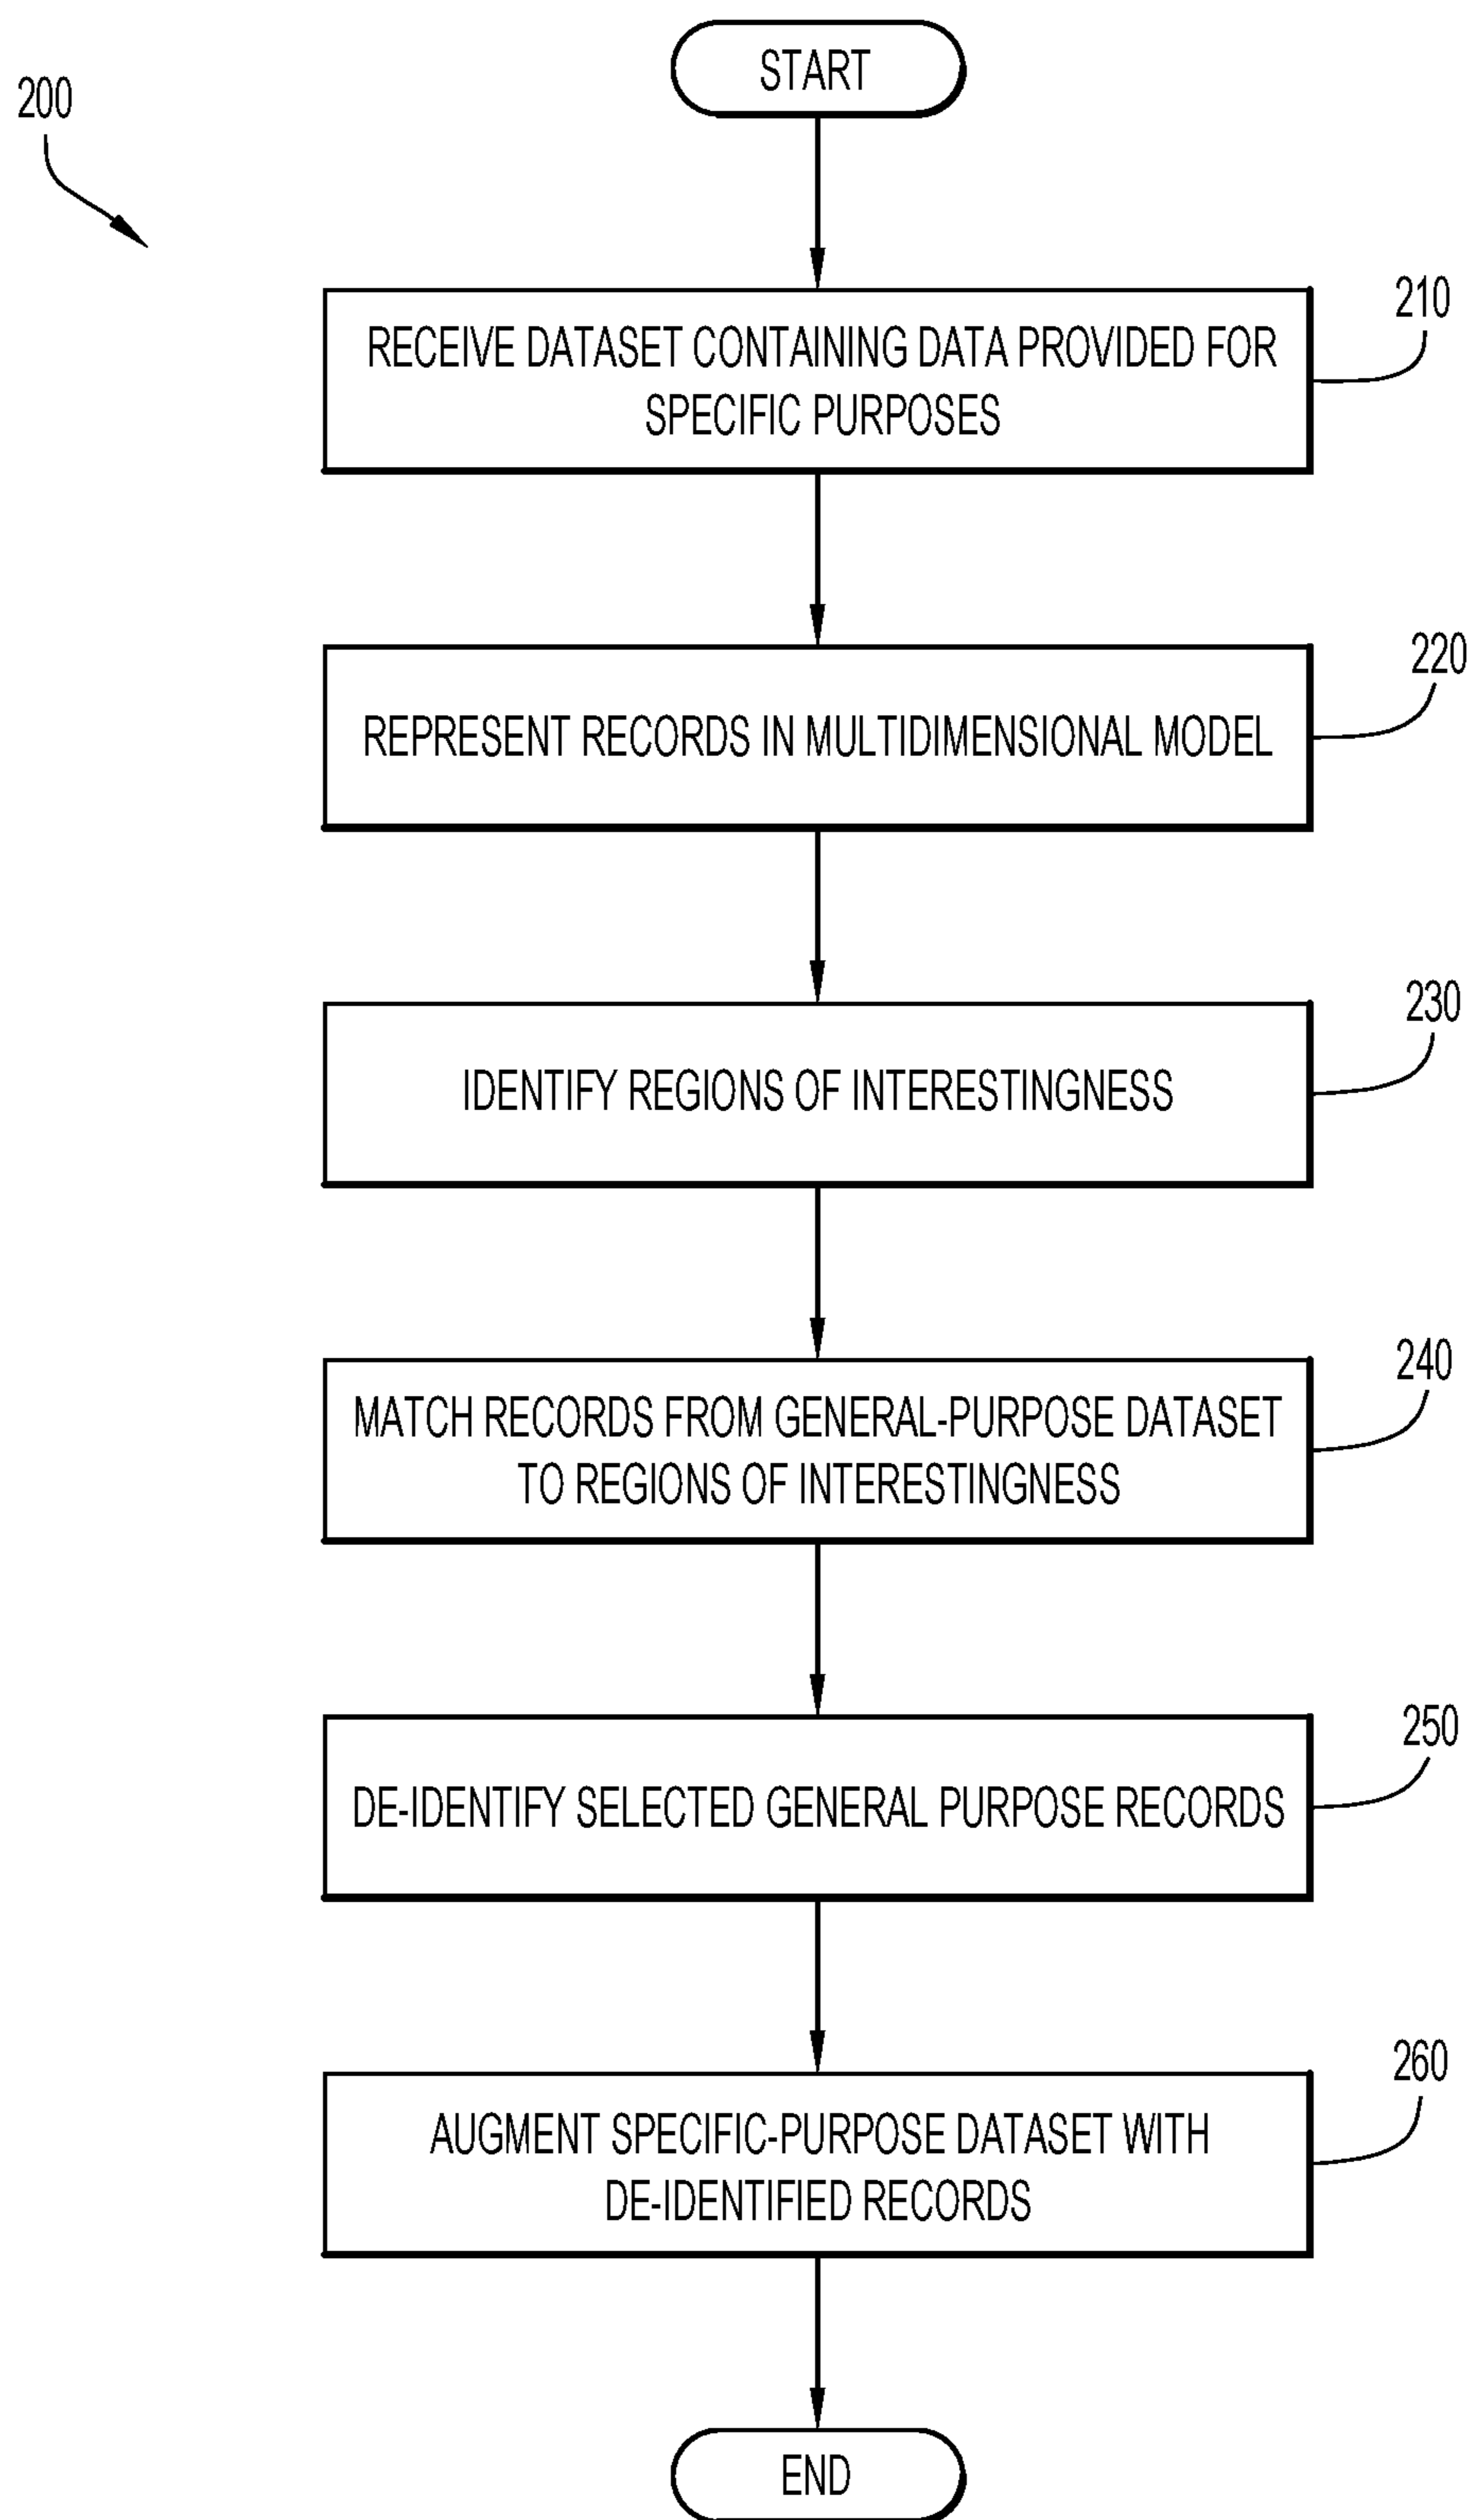 START
200
210
RECEIVE DATASET CONTAINING DATA PROVIDED FOR
SPECIFIC PURPOSES
220
REPRESENT RECORDS IN MULTIDIMENSIONAL MODEL
230
IDENTIFY REGIONS OF INTERESTINGNESS
240
MATCH RECORDS FROM GENERAL-PURPOSE DATASET
TO REGIONS OF INTERESTINGNESS
250
DE-IDENTIFY SELECTED GENERAL PURPOSE RECORDS
260
AUGMENT SPECIFIC-PURPOSE DATASET WITH
DE-IDENTIFIED RECORDS
END